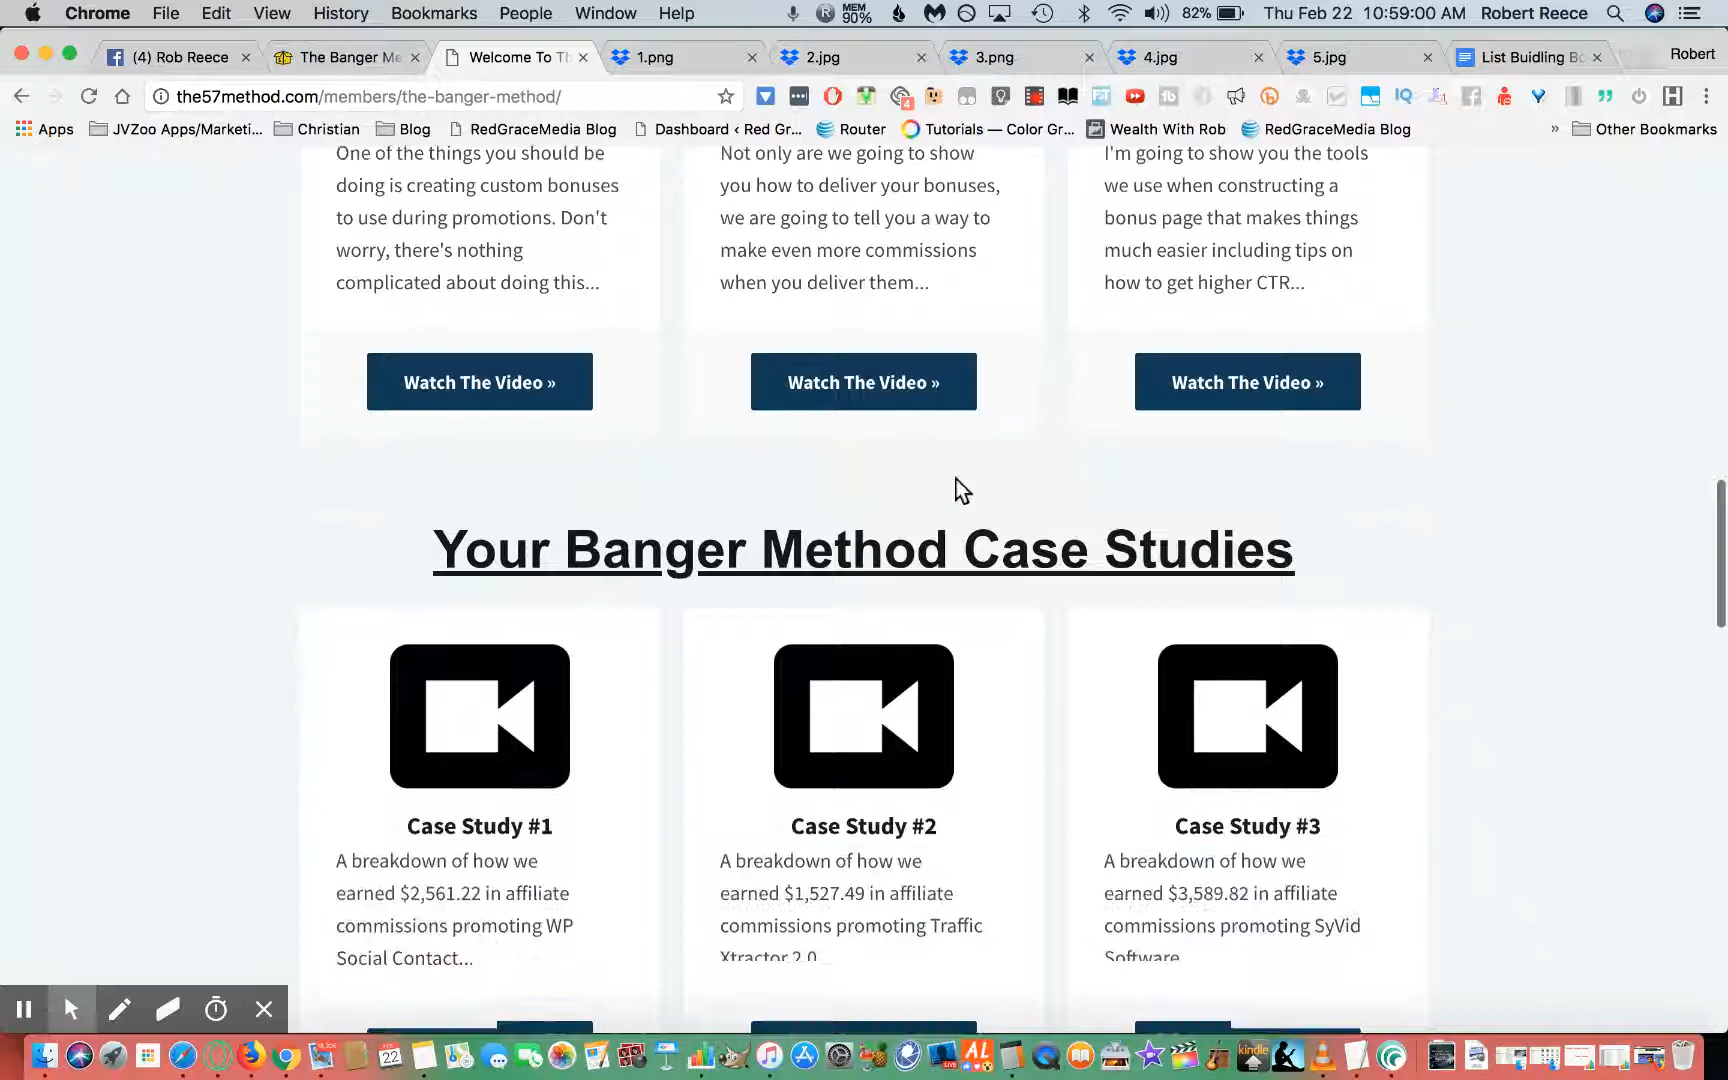 Chrome File Edit View History Bookmarks People Window Help MEM 90% 82% Thu Feb 22 10:59:00 AM Robert Reece
(4) Rob Reece The Banger Me Welcome To Th 1.png 2.jpg 3.png 4.jpg 5.jpg List Buidling Bo Robert
the57method.com/members/the-banger-method/
Apps JVZoo Apps/Marketi... Christian Blog RedGraceMedia Blog Dashboard ‹ Red Gr... Router Tutorials — Color Gr... Wealth With Rob RedGraceMedia Blog » Other Bookmarks
One of the things you should be
doing is creating custom bonuses
to use during promotions. Don't
worry, there's nothing
complicated about doing this...
Watch The Video »
Not only are we going to show
you how to deliver your bonuses,
we are going to tell you a way to
make even more commissions
when you deliver them...
Watch The Video »
I'm going to show you the tools
we use when constructing a
bonus page that makes things
much easier including tips on
how to get higher CTR...
Watch The Video »
Your Banger Method Case Studies
Case Study #1
A breakdown of how we
earned $2,561.22 in affiliate
commissions promoting WP
Social Contact...
Case Study #2
A breakdown of how we
earned $1,527.49 in affiliate
commissions promoting Traffic
Xtractor 2.0...
Case Study #3
A breakdown of how we
earned $3,589.82 in affiliate
commissions promoting SyVid
Software